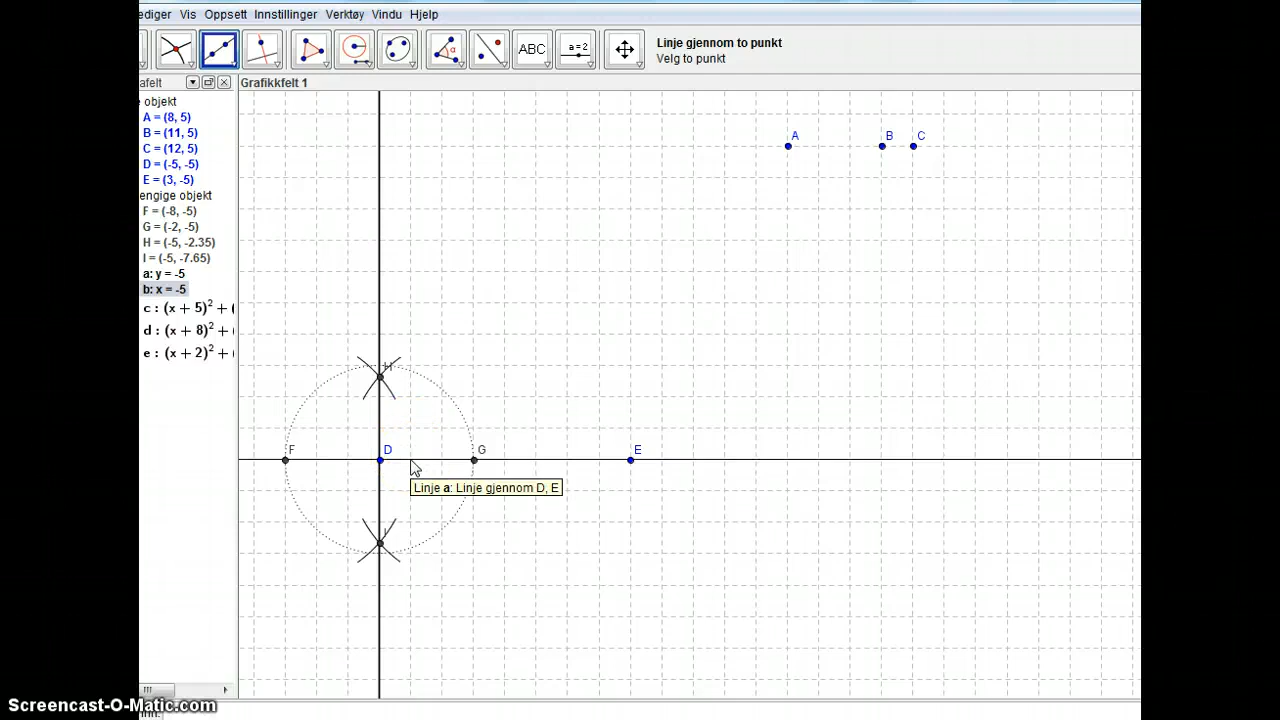 ediger Vis Oppsett Innstillinger Verktøy Vindu Hjelp
ABC
a=2
α
Linje gjennom to punkt
Velg to punkt
afelt
Grafikkfelt 1
e objekt
A = (8, 5)
B = (11, 5)
C = (12, 5)
D = (-5, -5)
E = (3, -5)
engige objekt
F = (-8, -5)
G = (-2, -5)
H = (-5, -2.35)
I = (-5, -7.65)
a: y = -5
b: x = -5
c : (x + 5)² + (
d : (x + 8)² + (
e : (x + 2)² + (
A
B
C
H
F
D
G
E
Linje a: Linje gjennom D, E
I
Screencast-O-Matic.com